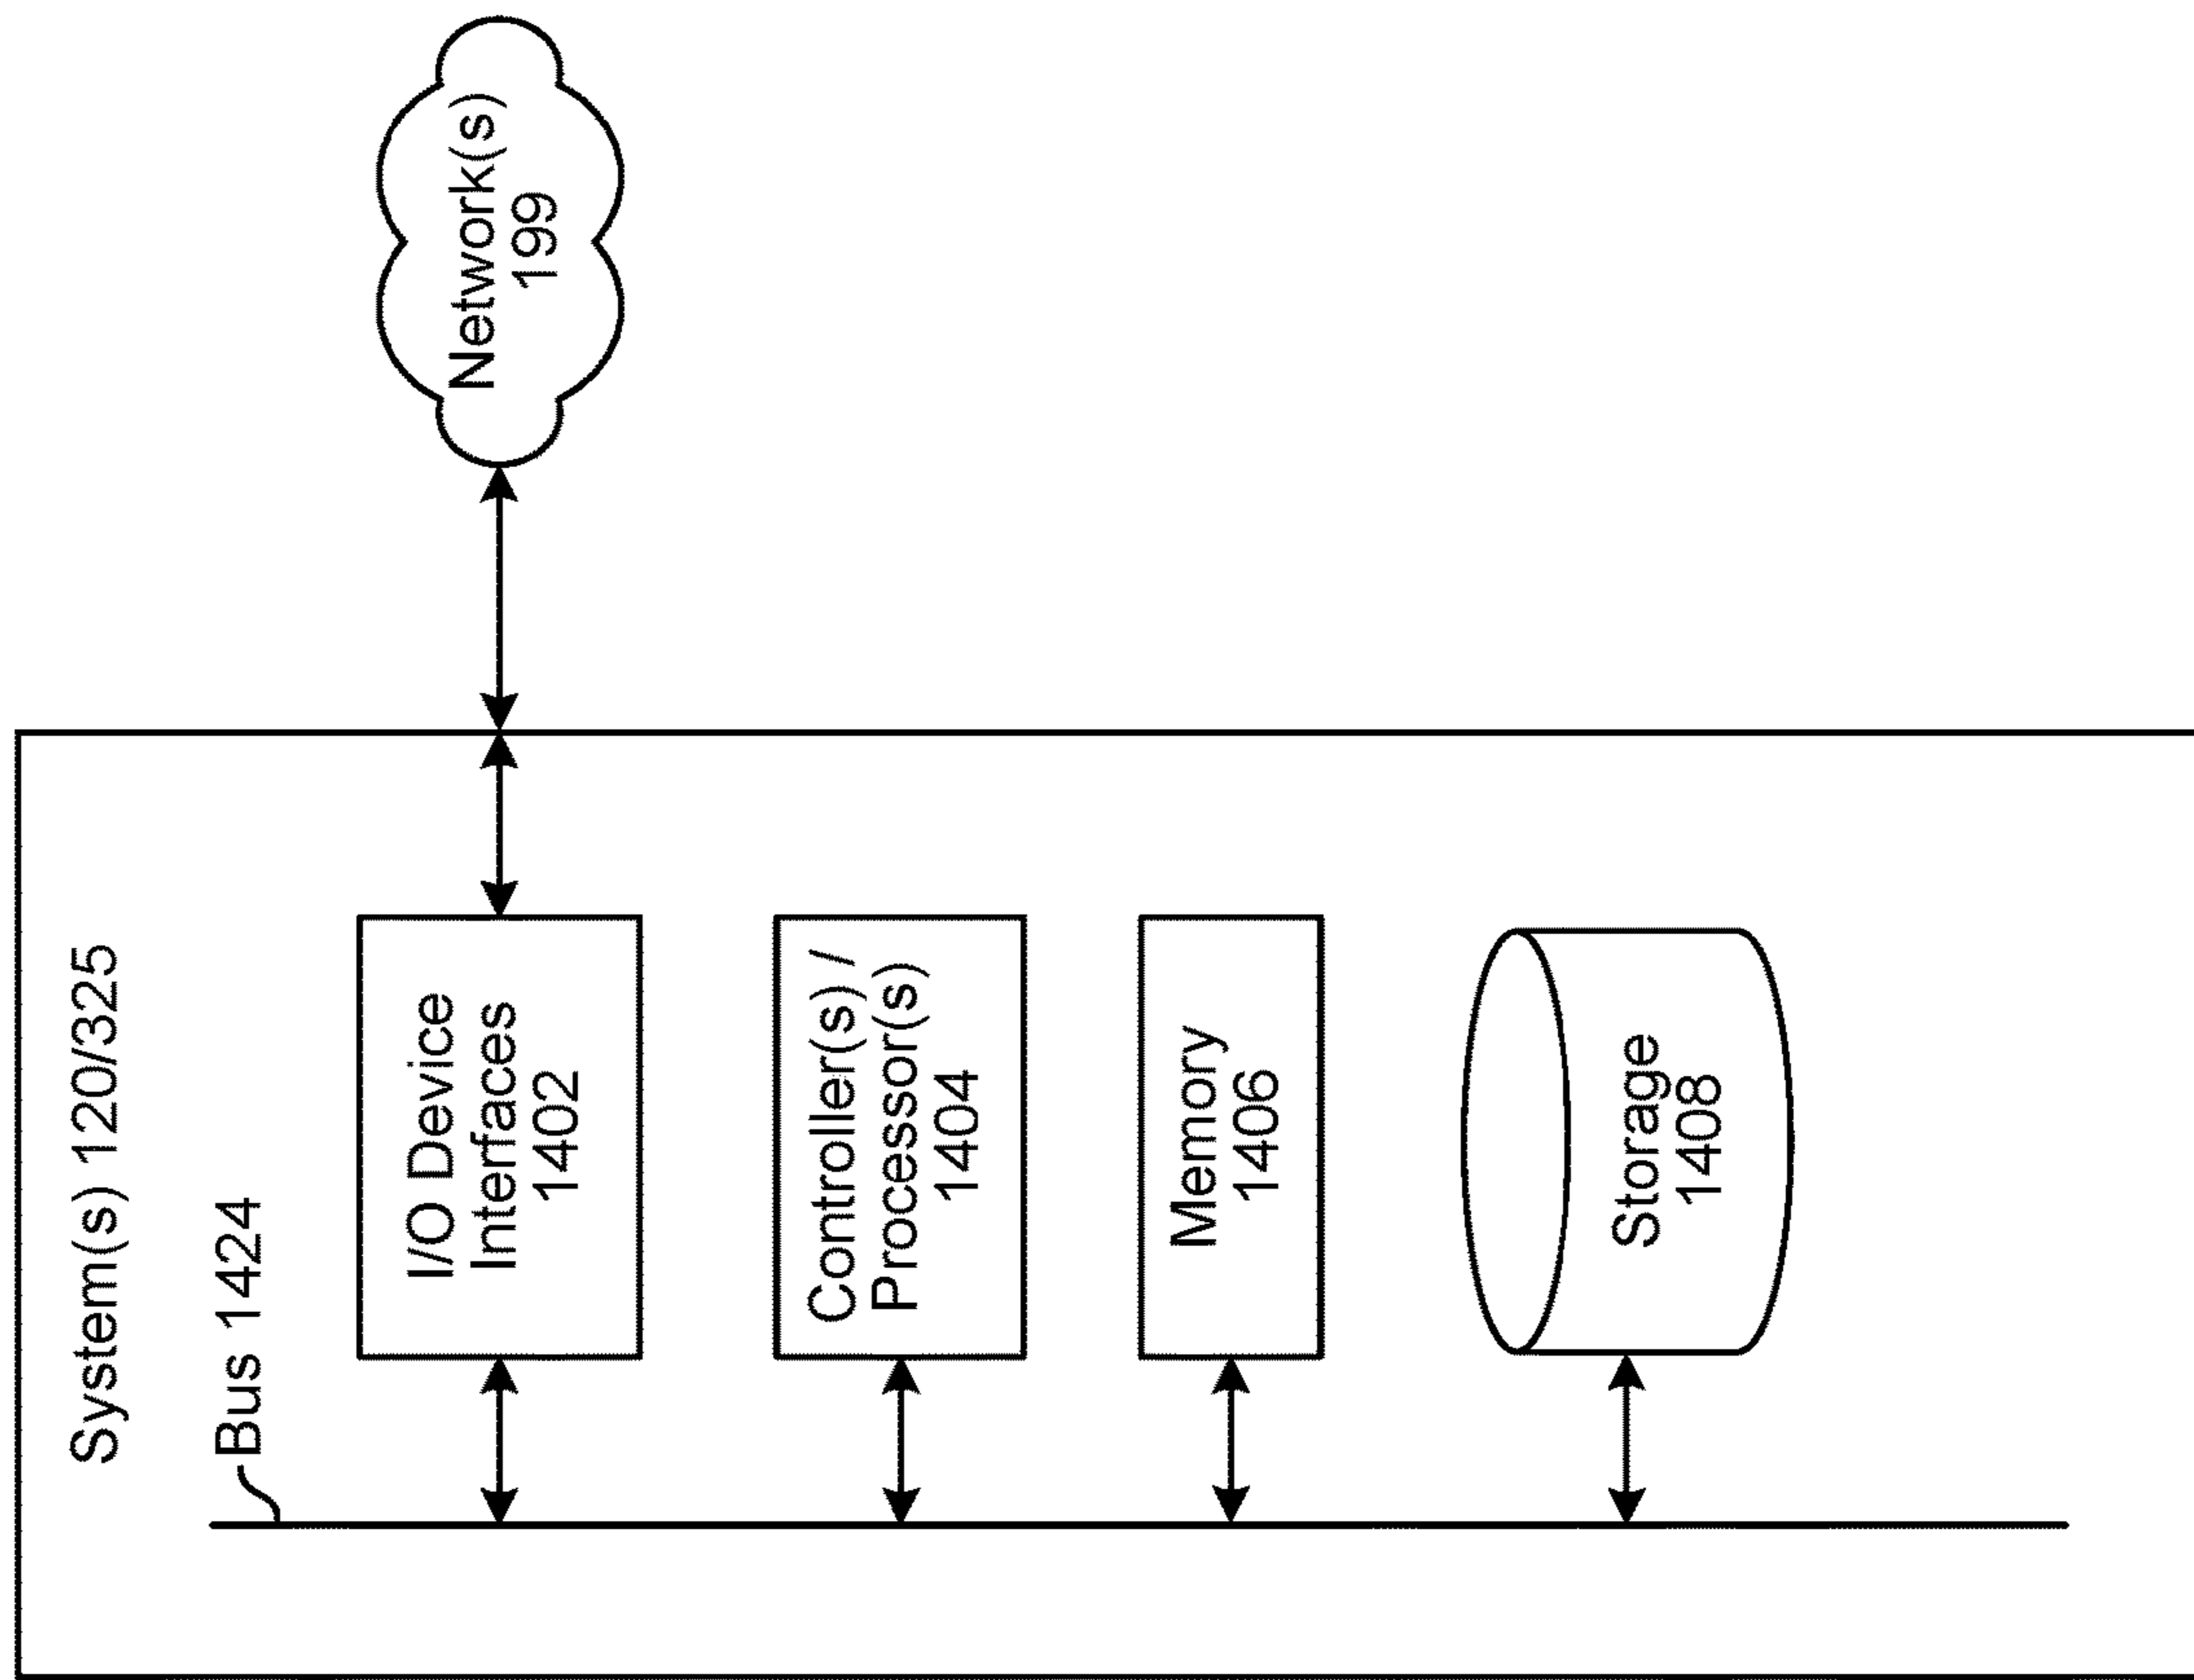 System(s) 120/325
Bus 1424
I/O Device
Interfaces
1402
Network(s)
199
Controller(s) /
Processor(s)
1404
Memory
1406
Storage
1408